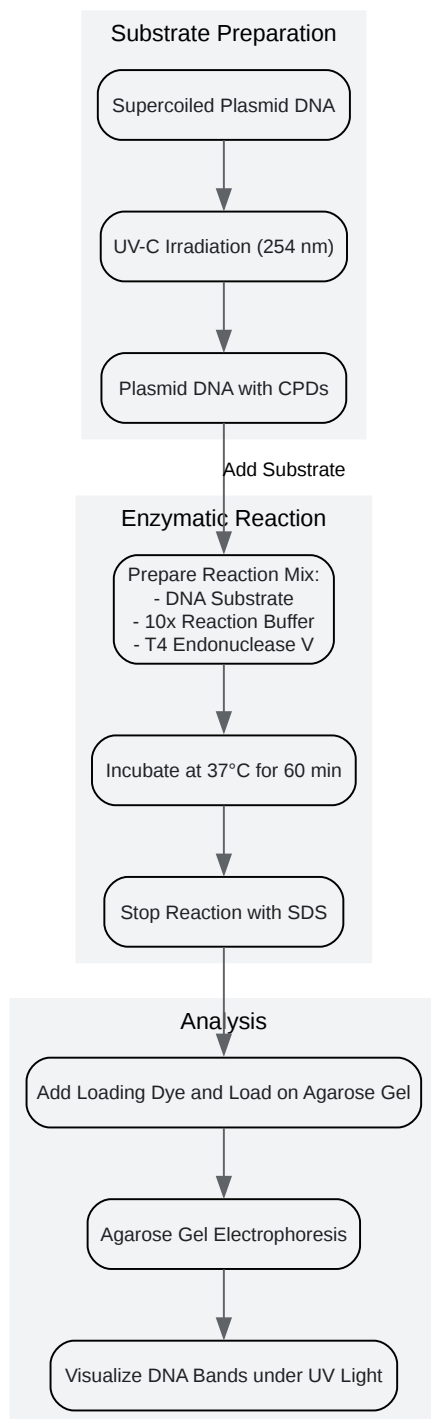 Substrate Preparation
Supercoiled Plasmid DNA
UV-C Irradiation (254 nm)
Plasmid DNA with CPDs
Add Substrate
Enzymatic Reaction
Prepare Reaction Mix:
- DNA Substrate
- 10x Reaction Buffer
- T4 Endonuclease V
Incubate at 37°C for 60 min
Stop Reaction with SDS
Analysis
Add Loading Dye and Load on Agarose Gel
Agarose Gel Electrophoresis
Visualize DNA Bands under UV Light